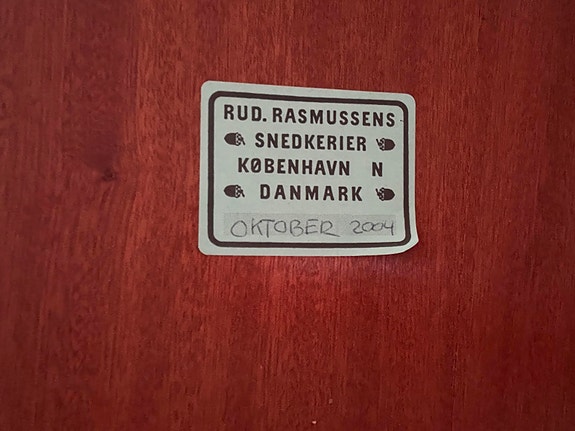 RUD. RASMUSSENS
SNEDKERIER
KØBENHAVN N
DANMARK
OKTOBER 2004